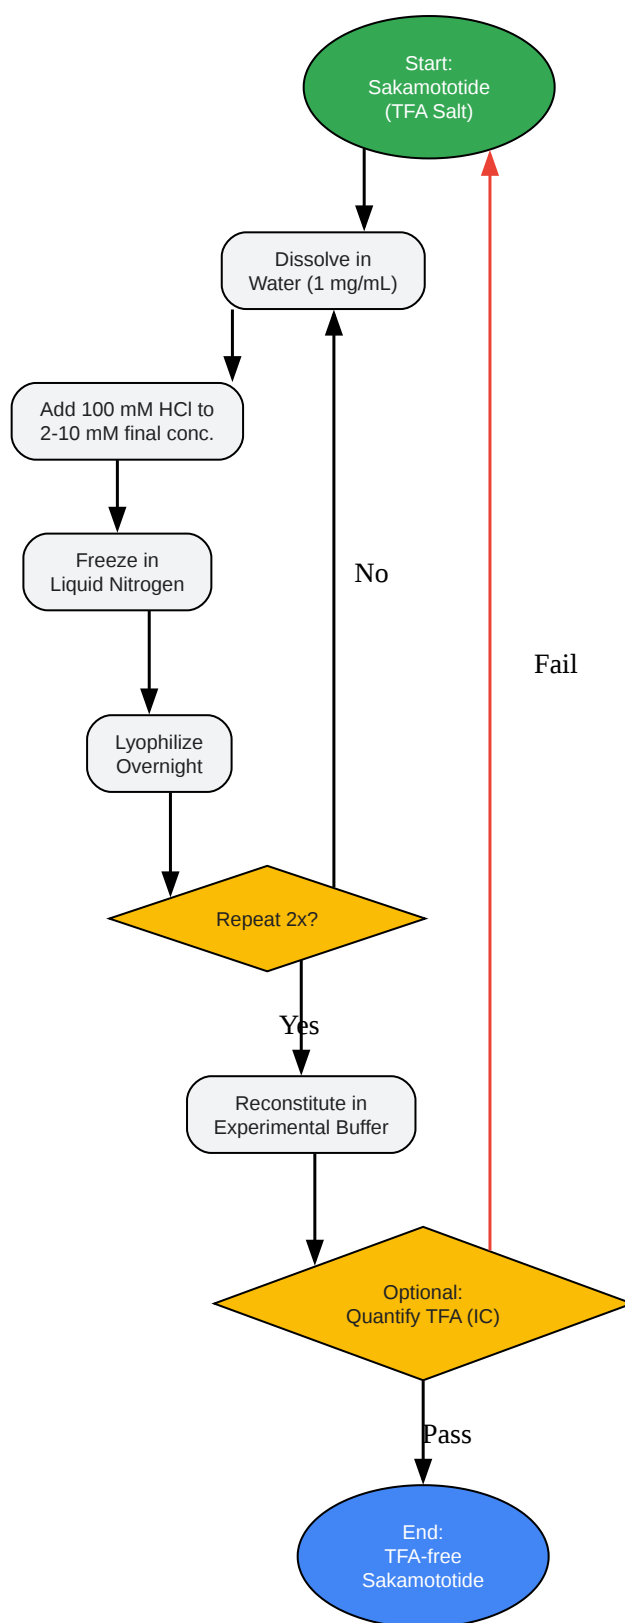 Start:
Sakamototide
(TFA Salt)
Dissolve in
Water (1 mg/mL)
Add 100 mM HCl to
2-10 mM final conc.
Freeze in
Liquid Nitrogen
No
Fail
Lyophilize
Overnight
Repeat 2x?
Yes
Reconstitute in
Experimental Buffer
Optional:
Quantify TFA (IC)
Pass
End:
TFA-free
Sakamototide